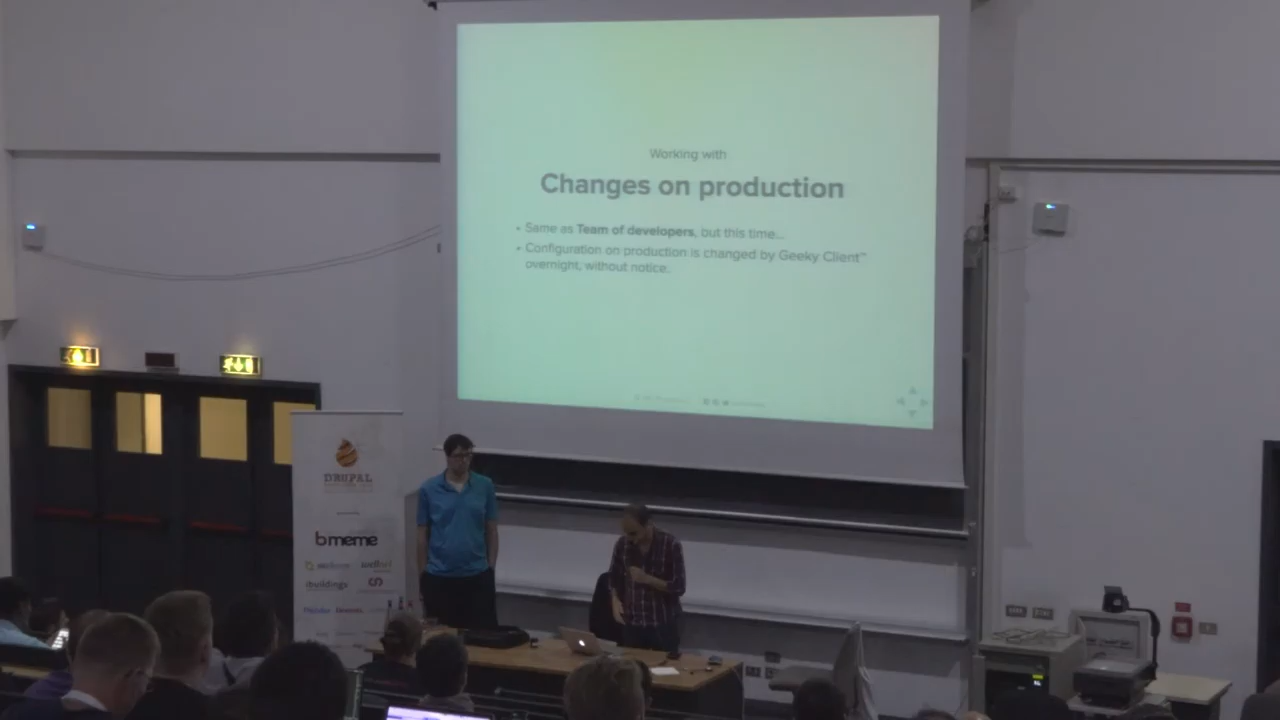 Working with
Changes on production
• Same as Team of developers, but this time...
• Configuration on production is changed by Geeky Client™
overnight, without notice.
DRUPAL
bmeme
ibuildings